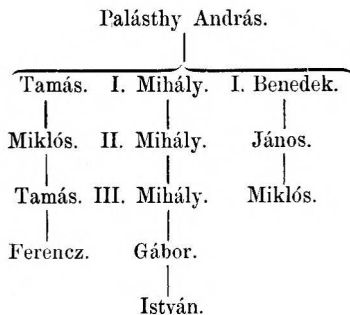 Palásthy András.
Tamás. I. Mihály. I. Benedek.
Miklós. II. Mihály. János.
Tamás. III. Mihály. Miklós.
Ferencz. Gábor.
István.